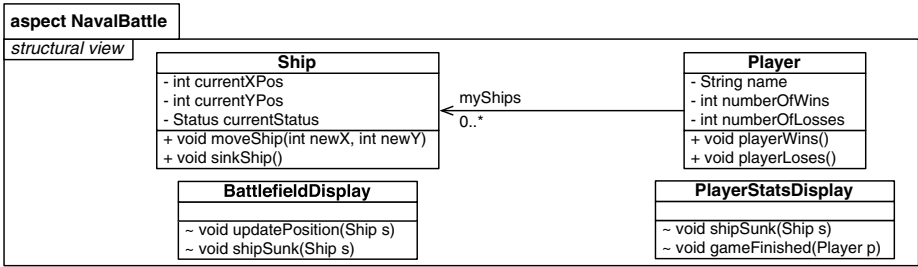 aspect NavalBattle
structural view
Ship
- int currentXPos
- int currentYPos
- Status currentStatus
+ void moveShip(int newX, int newY)
+ void sinkShip()
myShips
0..*
Player
- String name
- int numberOfWins
- int numberOfLosses
+ void playerWins()
+ void playerLoses()
BattlefieldDisplay
~ void updatePosition(Ship s)
~ void shipSunk(Ship s)
PlayerStatsDisplay
~ void shipSunk(Ship s)
~ void gameFinished(Player p)